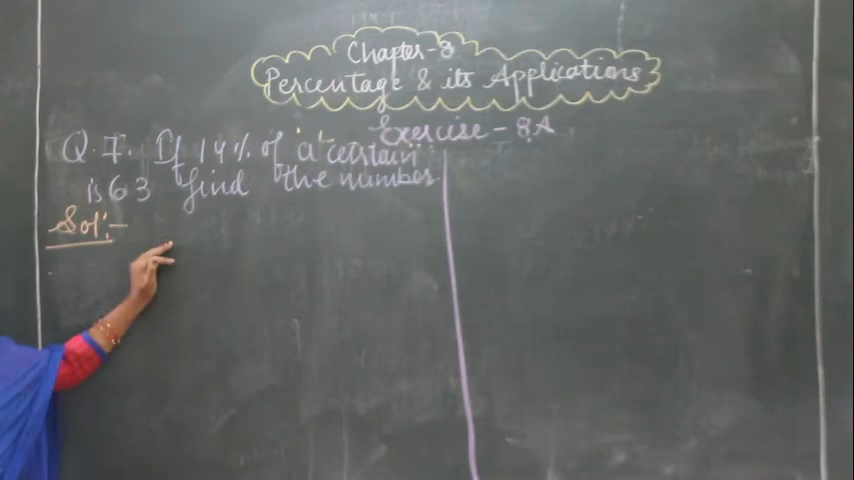 Chapter-8
Percentage & its Applications
Exercise - 8A
Q.7. If 14% of 'a' certain
is 63 find the number.
Sol:-